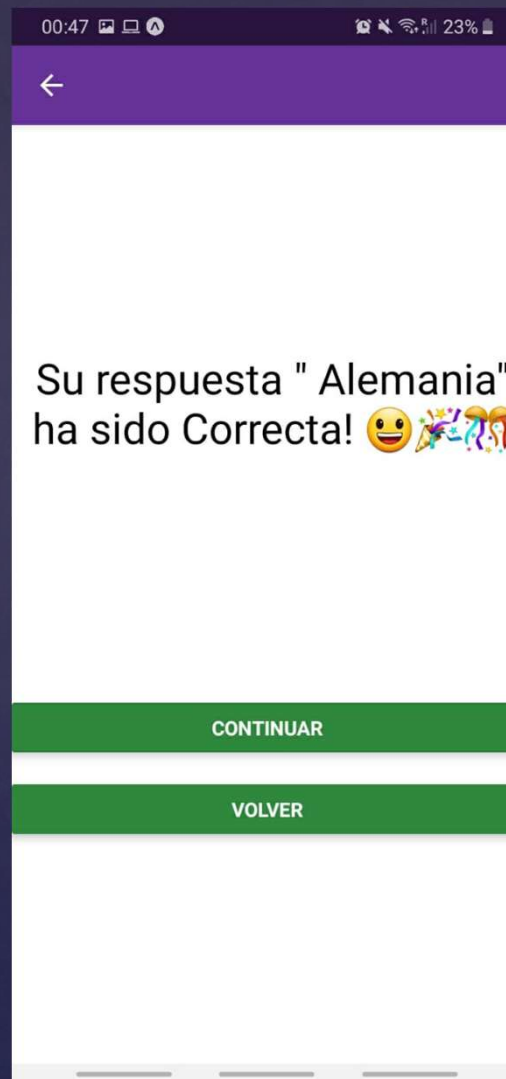 00:47 23%
Su respuesta " Alemania"
ha sido Correcta! 😃🎉🎊
CONTINUAR
VOLVER